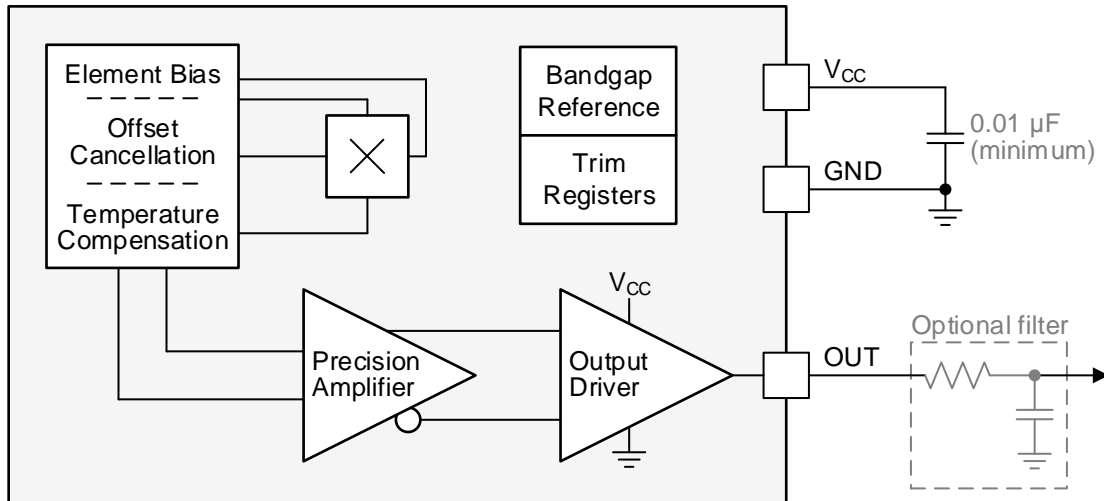 Element Bias
Offset
Cancellation
Temperature
Compensation
Bandgap
Reference
Trim
Registers
VCC
0.01 µF
(minimum)
GND
VCC
Precision
Amplifier
Output
Driver
OUT
Optional filter